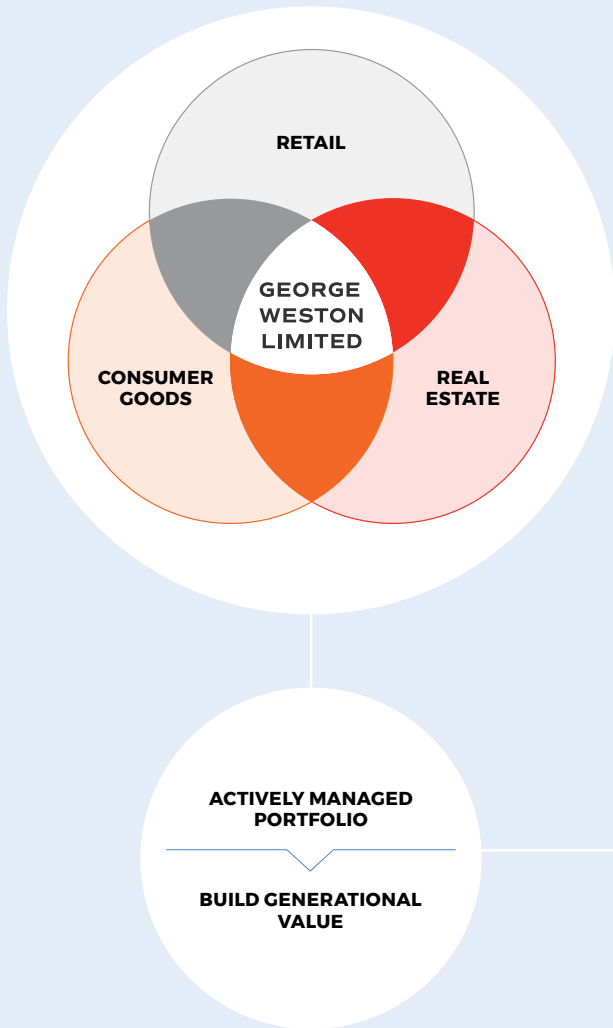 RETAIL
GEORGE
WESTON
LIMITED
CONSUMER
GOODS
REAL
ESTATE
ACTIVELY MANAGED
PORTFOLIO
BUILD GENERATIONAL
VALUE